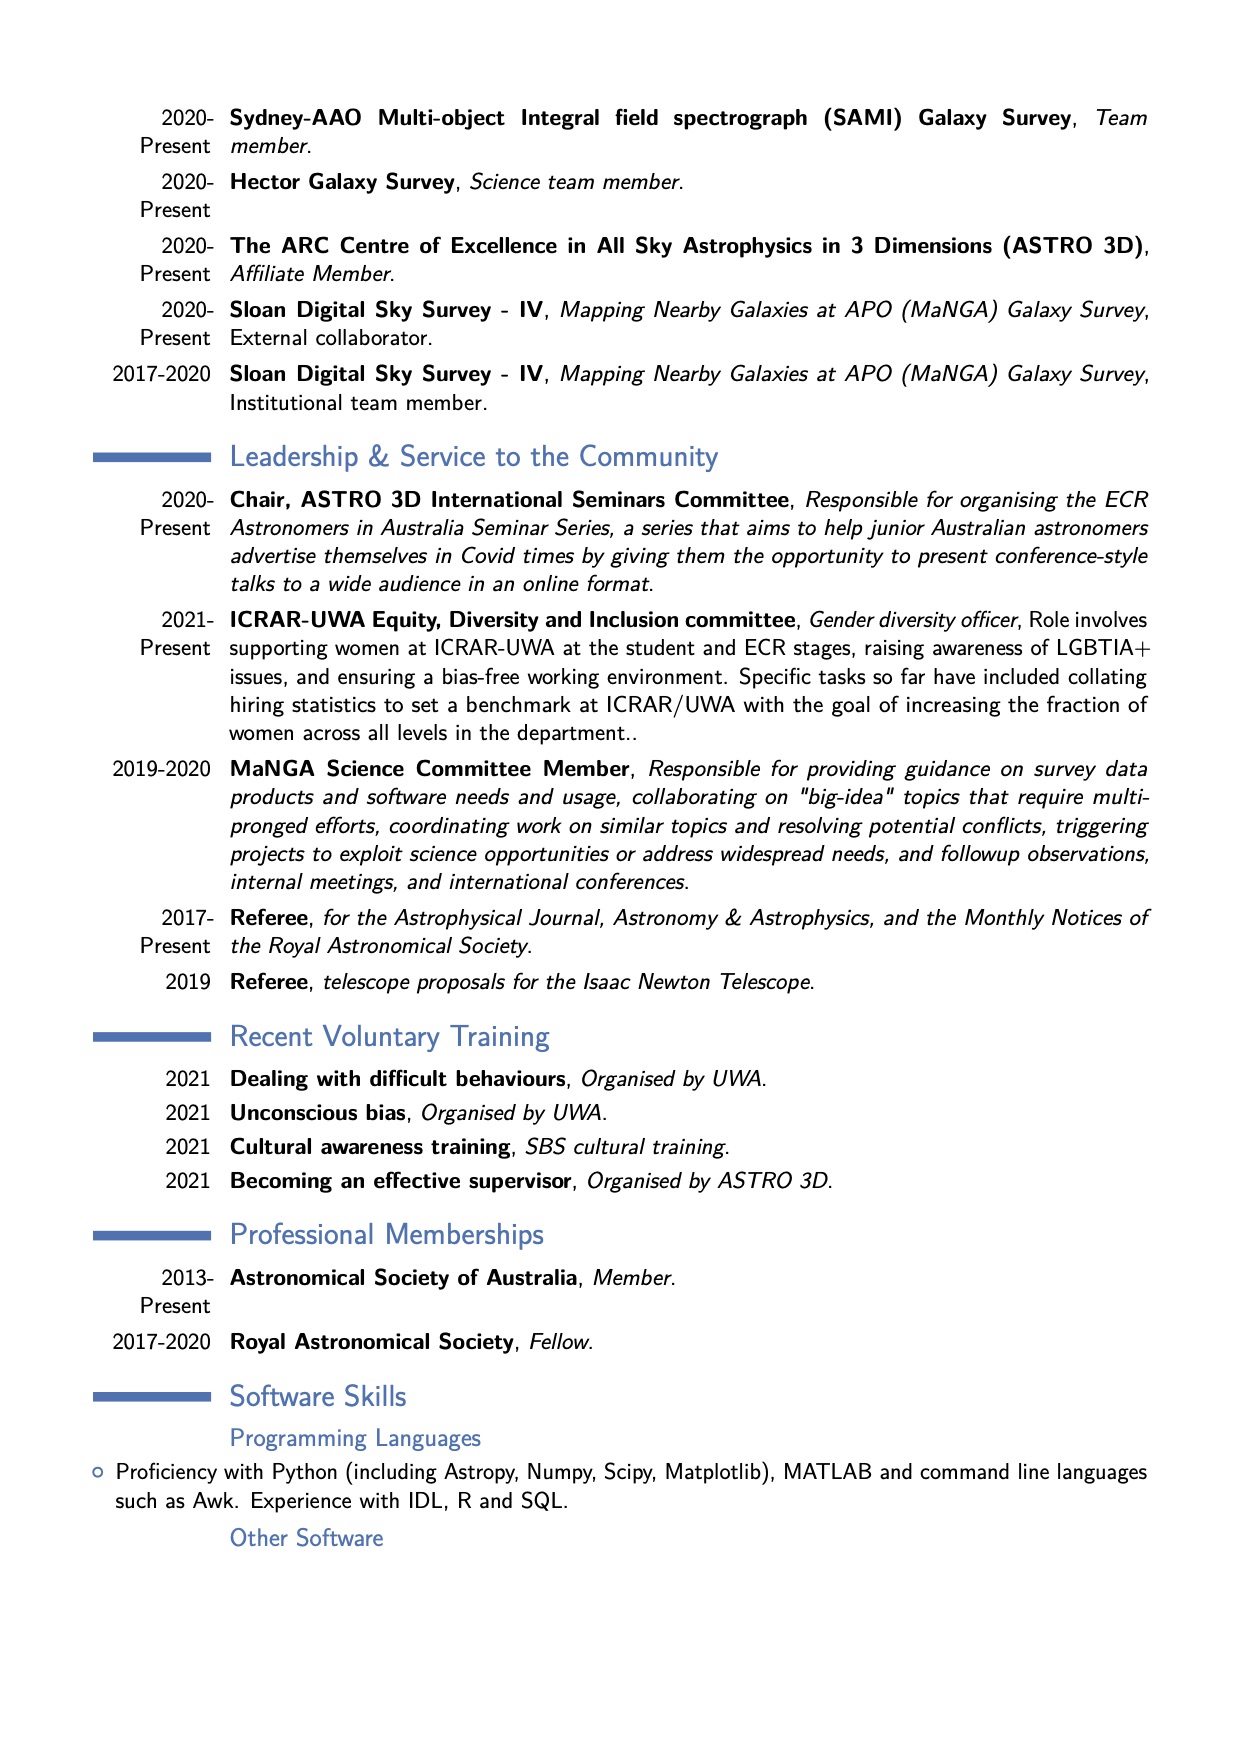 2020- Sydney-AAO Multi-object Integral field spectrograph (SAMI) Galaxy Survey, Team
Present member.
2020- Hector Galaxy Survey, Science team member.
Present
2020- The ARC Centre of Excellence in All Sky Astrophysics in 3 Dimensions (ASTRO 3D),
Present Affiliate Member.
2020- Sloan Digital Sky Survey - IV, Mapping Nearby Galaxies at APO (MaNGA) Galaxy Survey,
Present External collaborator.
2017-2020 Sloan Digital Sky Survey - IV, Mapping Nearby Galaxies at APO (MaNGA) Galaxy Survey,
Institutional team member.
Leadership & Service to the Community
2020- Chair, ASTRO 3D International Seminars Committee, Responsible for organising the ECR
Present Astronomers in Australia Seminar Series, a series that aims to help junior Australian astronomers
advertise themselves in Covid times by giving them the opportunity to present conference-style
talks to a wide audience in an online format.
2021- ICRAR-UWA Equity, Diversity and Inclusion committee, Gender diversity officer, Role involves
Present supporting women at ICRAR-UWA at the student and ECR stages, raising awareness of LGBTIA+
issues, and ensuring a bias-free working environment. Specific tasks so far have included collating
hiring statistics to set a benchmark at ICRAR/UWA with the goal of increasing the fraction of
women across all levels in the department..
2019-2020 MaNGA Science Committee Member, Responsible for providing guidance on survey data
products and software needs and usage, collaborating on "big-idea" topics that require multi-
pronged efforts, coordinating work on similar topics and resolving potential conflicts, triggering
projects to exploit science opportunities or address widespread needs, and followup observations,
internal meetings, and international conferences.
2017- Referee, for the Astrophysical Journal, Astronomy & Astrophysics, and the Monthly Notices of
Present the Royal Astronomical Society.
2019 Referee, telescope proposals for the Isaac Newton Telescope.
Recent Voluntary Training
2021 Dealing with difficult behaviours, Organised by UWA.
2021 Unconscious bias, Organised by UWA.
2021 Cultural awareness training, SBS cultural training.
2021 Becoming an effective supervisor, Organised by ASTRO 3D.
Professional Memberships
2013- Astronomical Society of Australia, Member.
Present
2017-2020 Royal Astronomical Society, Fellow.
Software Skills
Programming Languages
○ Proficiency with Python (including Astropy, Numpy, Scipy, Matplotlib), MATLAB and command line languages
such as Awk. Experience with IDL, R and SQL.
Other Software